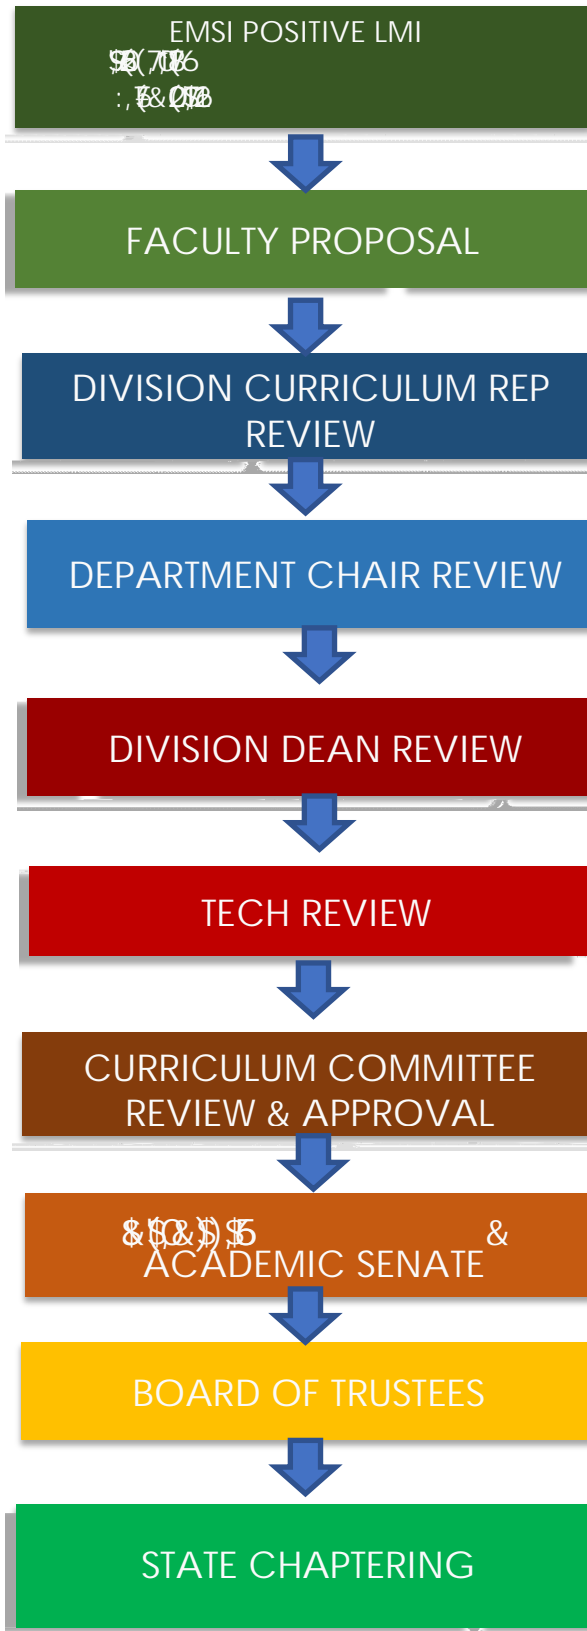 EMSI POSITIVE LMI
FACULTY PROPOSAL
DIVISION CURRICULUM REP
REVIEW
DEPARTMENT CHAIR REVIEW
DIVISION DEAN REVIEW
TECH REVIEW
CURRICULUM COMMITTEE
REVIEW & APPROVAL
&
ACADEMIC SENATE
BOARD OF TRUSTEES
STATE CHAPTERING